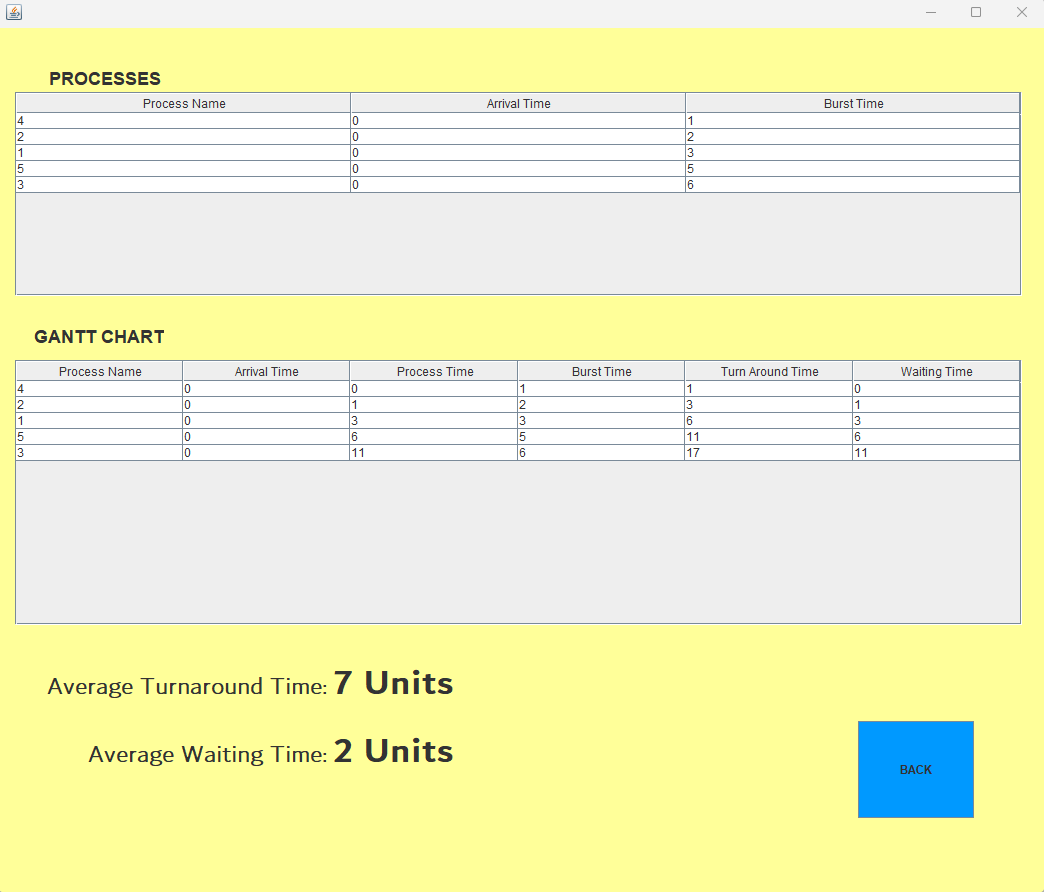 PROCESSES
Process Name Arrival Time Burst Time
4 0 1
2 0 2
1 0 3
5 0 5
3 0 6
GANTT CHART
Process Name Arrival Time Process Time Burst Time Turn Around Time Waiting Time
4 0 0 1 1 0
2 0 1 2 3 1
1 0 3 3 6 3
5 0 6 5 11 6
3 0 11 6 17 11
Average Turnaround Time: 7 Units
Average Waiting Time: 2 Units
BACK